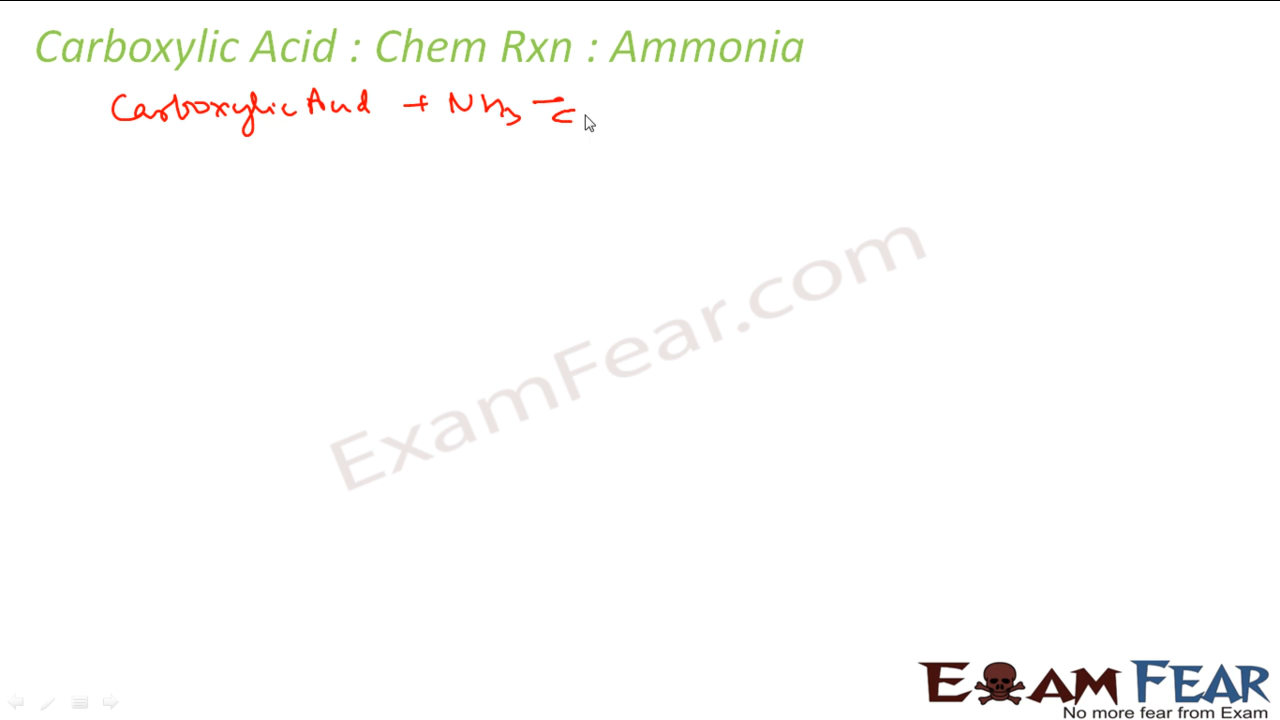 Carboxylic Acid : Chem Rxn : Ammonia
Carboxylic Acid + NH3 ⇌
ExamFear.com
EXAM FEAR
No more fear from Exam